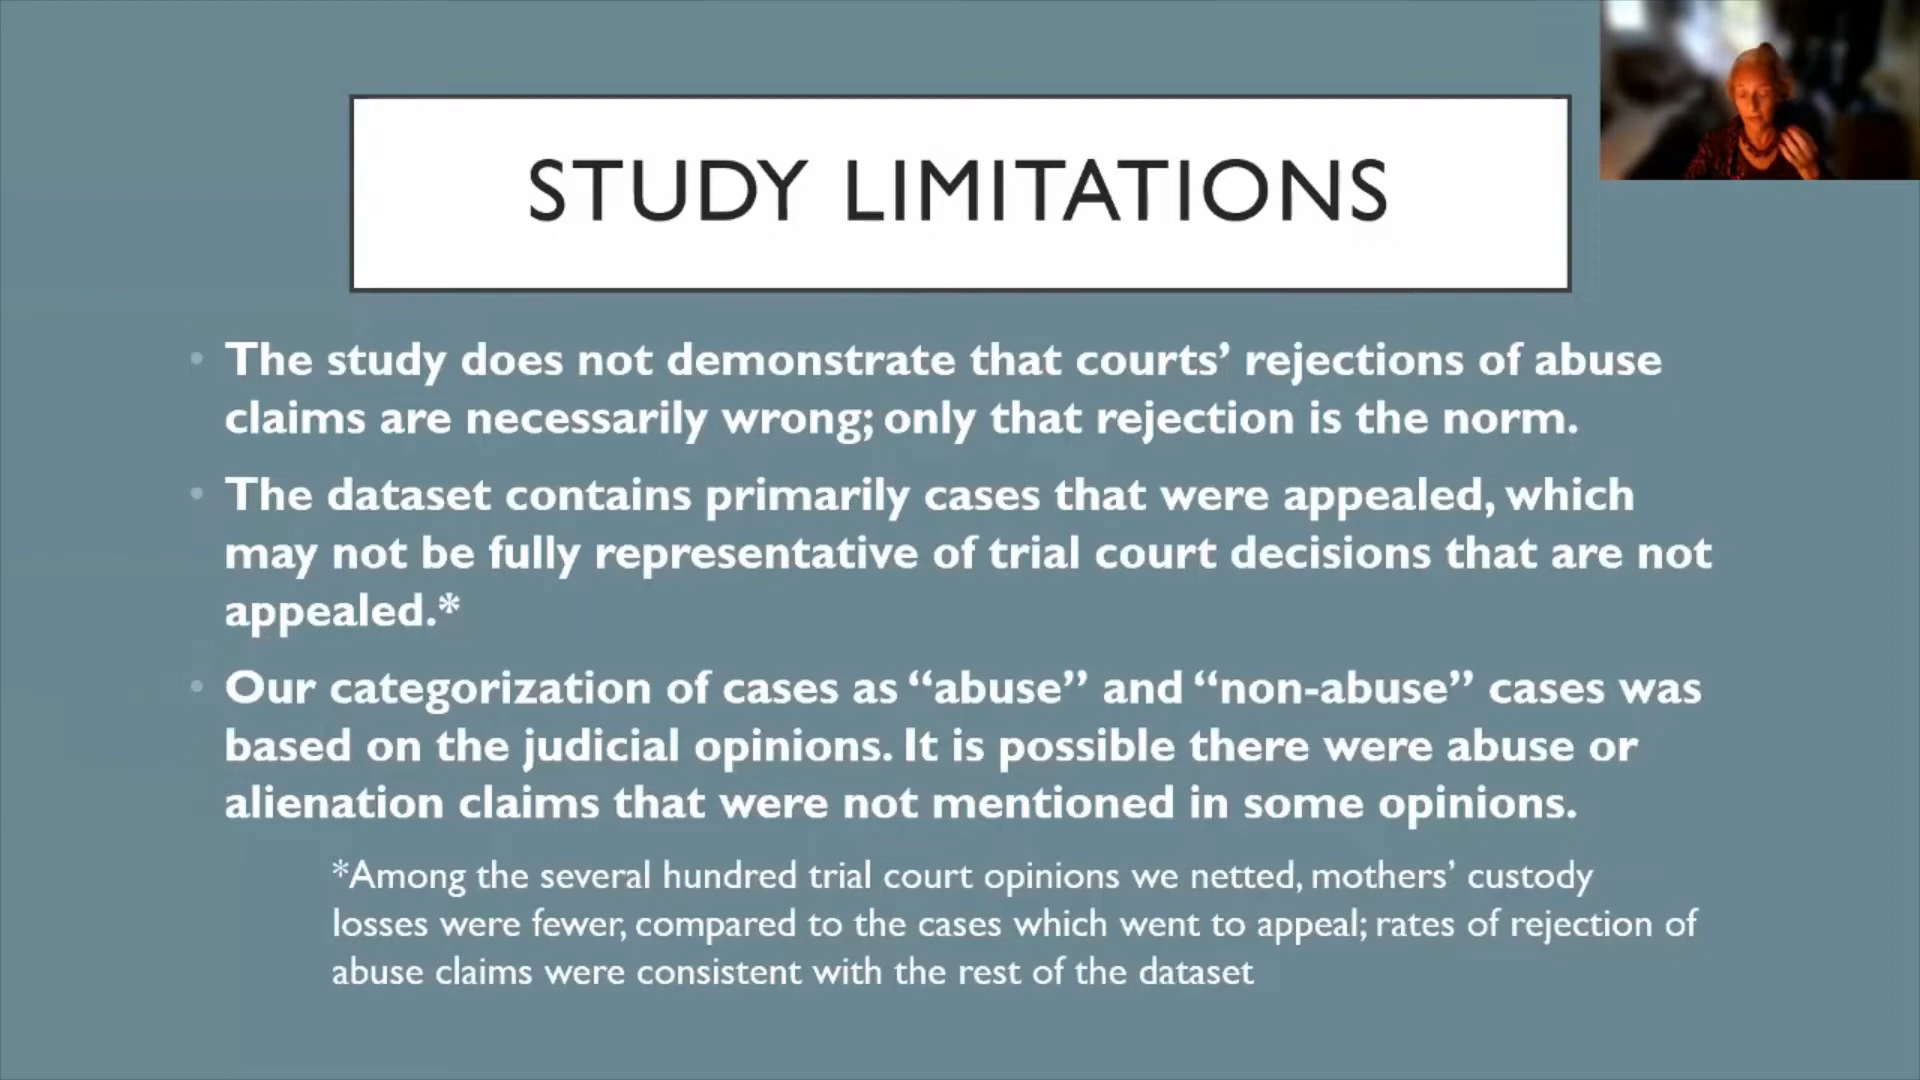 STUDY LIMITATIONS
• The study does not demonstrate that courts’ rejections of abuse
claims are necessarily wrong; only that rejection is the norm.
• The dataset contains primarily cases that were appealed, which
may not be fully representative of trial court decisions that are not
appealed.*
• Our categorization of cases as “abuse” and “non-abuse” cases was
based on the judicial opinions. It is possible there were abuse or
alienation claims that were not mentioned in some opinions.
*Among the several hundred trial court opinions we netted, mothers’ custody
losses were fewer, compared to the cases which went to appeal; rates of rejection of
abuse claims were consistent with the rest of the dataset